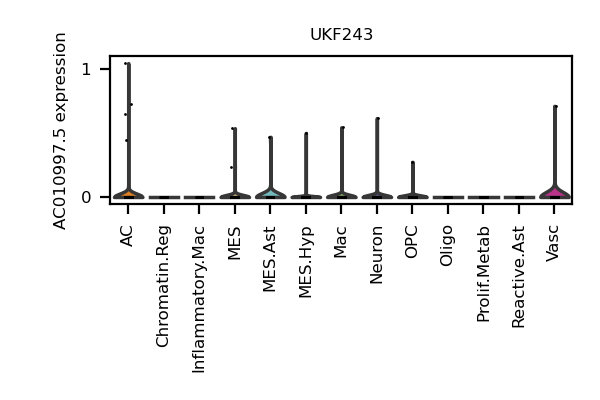 UKF243
AC010997.5 expression
1
0
AC
Chromatin.Reg
Inflammatory.Mac
MES
MES.Ast
MES.Hyp
Mac
Neuron
OPC
Oligo
Prolif.Metab
Reactive.Ast
Vasc